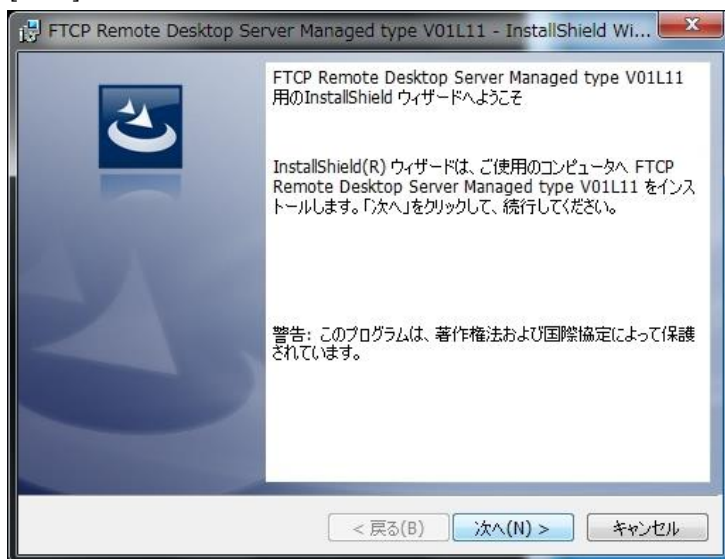 FTCP Remote Desktop Server Managed type V01L11 - InstallShield Wi...
FTCP Remote Desktop Server Managed type V01L11
用のInstallShield ウィザードへようこそ
InstallShield(R) ウィザードは、ご使用のコンピュータへ FTCP
Remote Desktop Server Managed type V01L11 をインス
トールします。「次へ」をクリックして、続行してください。
警告: このプログラムは、著作権法および国際協定によって保護
されています。
< 戻る(B)
次へ(N) >
キャンセル